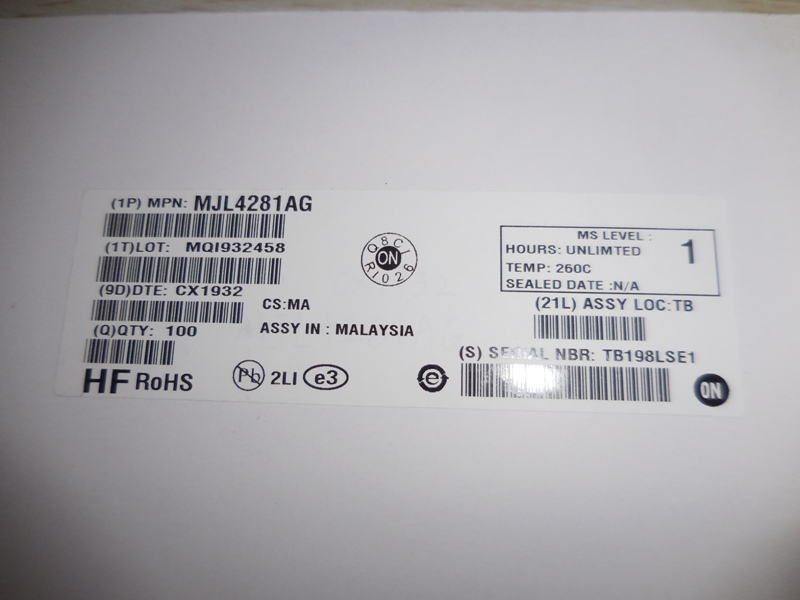 (1P) MPN: MJL4281AG
(1T)LOT: MQI932458
(9D)DTE: CX1932
CS:MA
(Q)QTY: 100
ASSY IN : MALAYSIA
HF RoHS
Pb 2LI e3
Q8CI
ON
RI026
MS LEVEL : 1
HOURS: UNLIMTED
TEMP: 260C
SEALED DATE :N/A
(21L) ASSY LOC:TB
(S) SERIAL NBR: TB198LSE1
e
ON